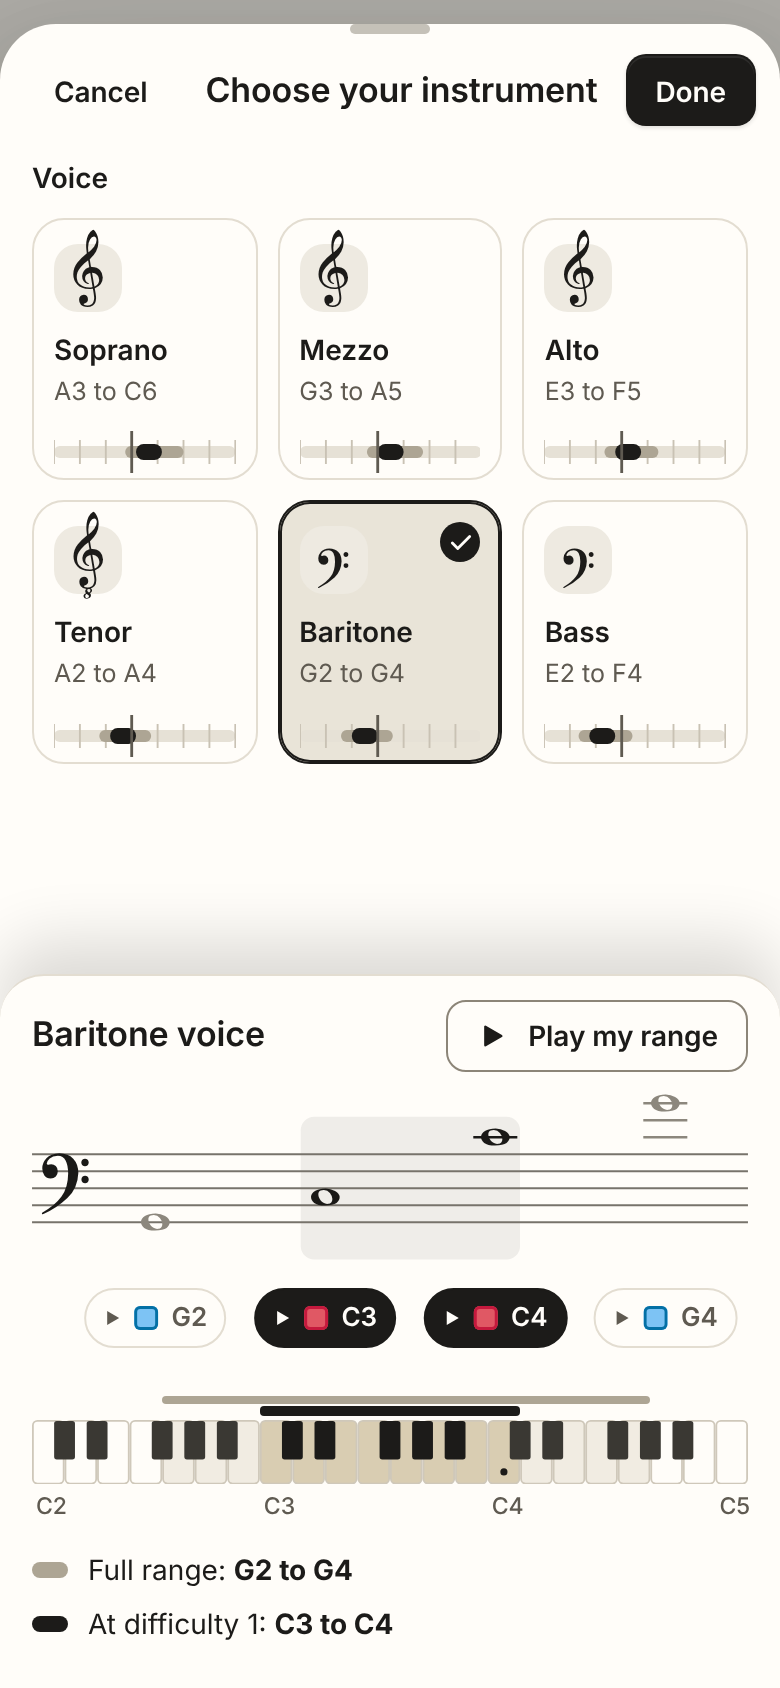 Cancel Choose your instrument Done
Voice
Soprano Mezzo Alto
A3 to C6 G3 to A5 E3 to F5
8
Tenor Baritone Bass
A2 to A4 G2 to G4 E2 to F4
Baritone voice Play my range
G2 C3 C4 G4
C2 C3 C4 C5
Full range: G2 to G4
At difficulty 1: C3 to C4